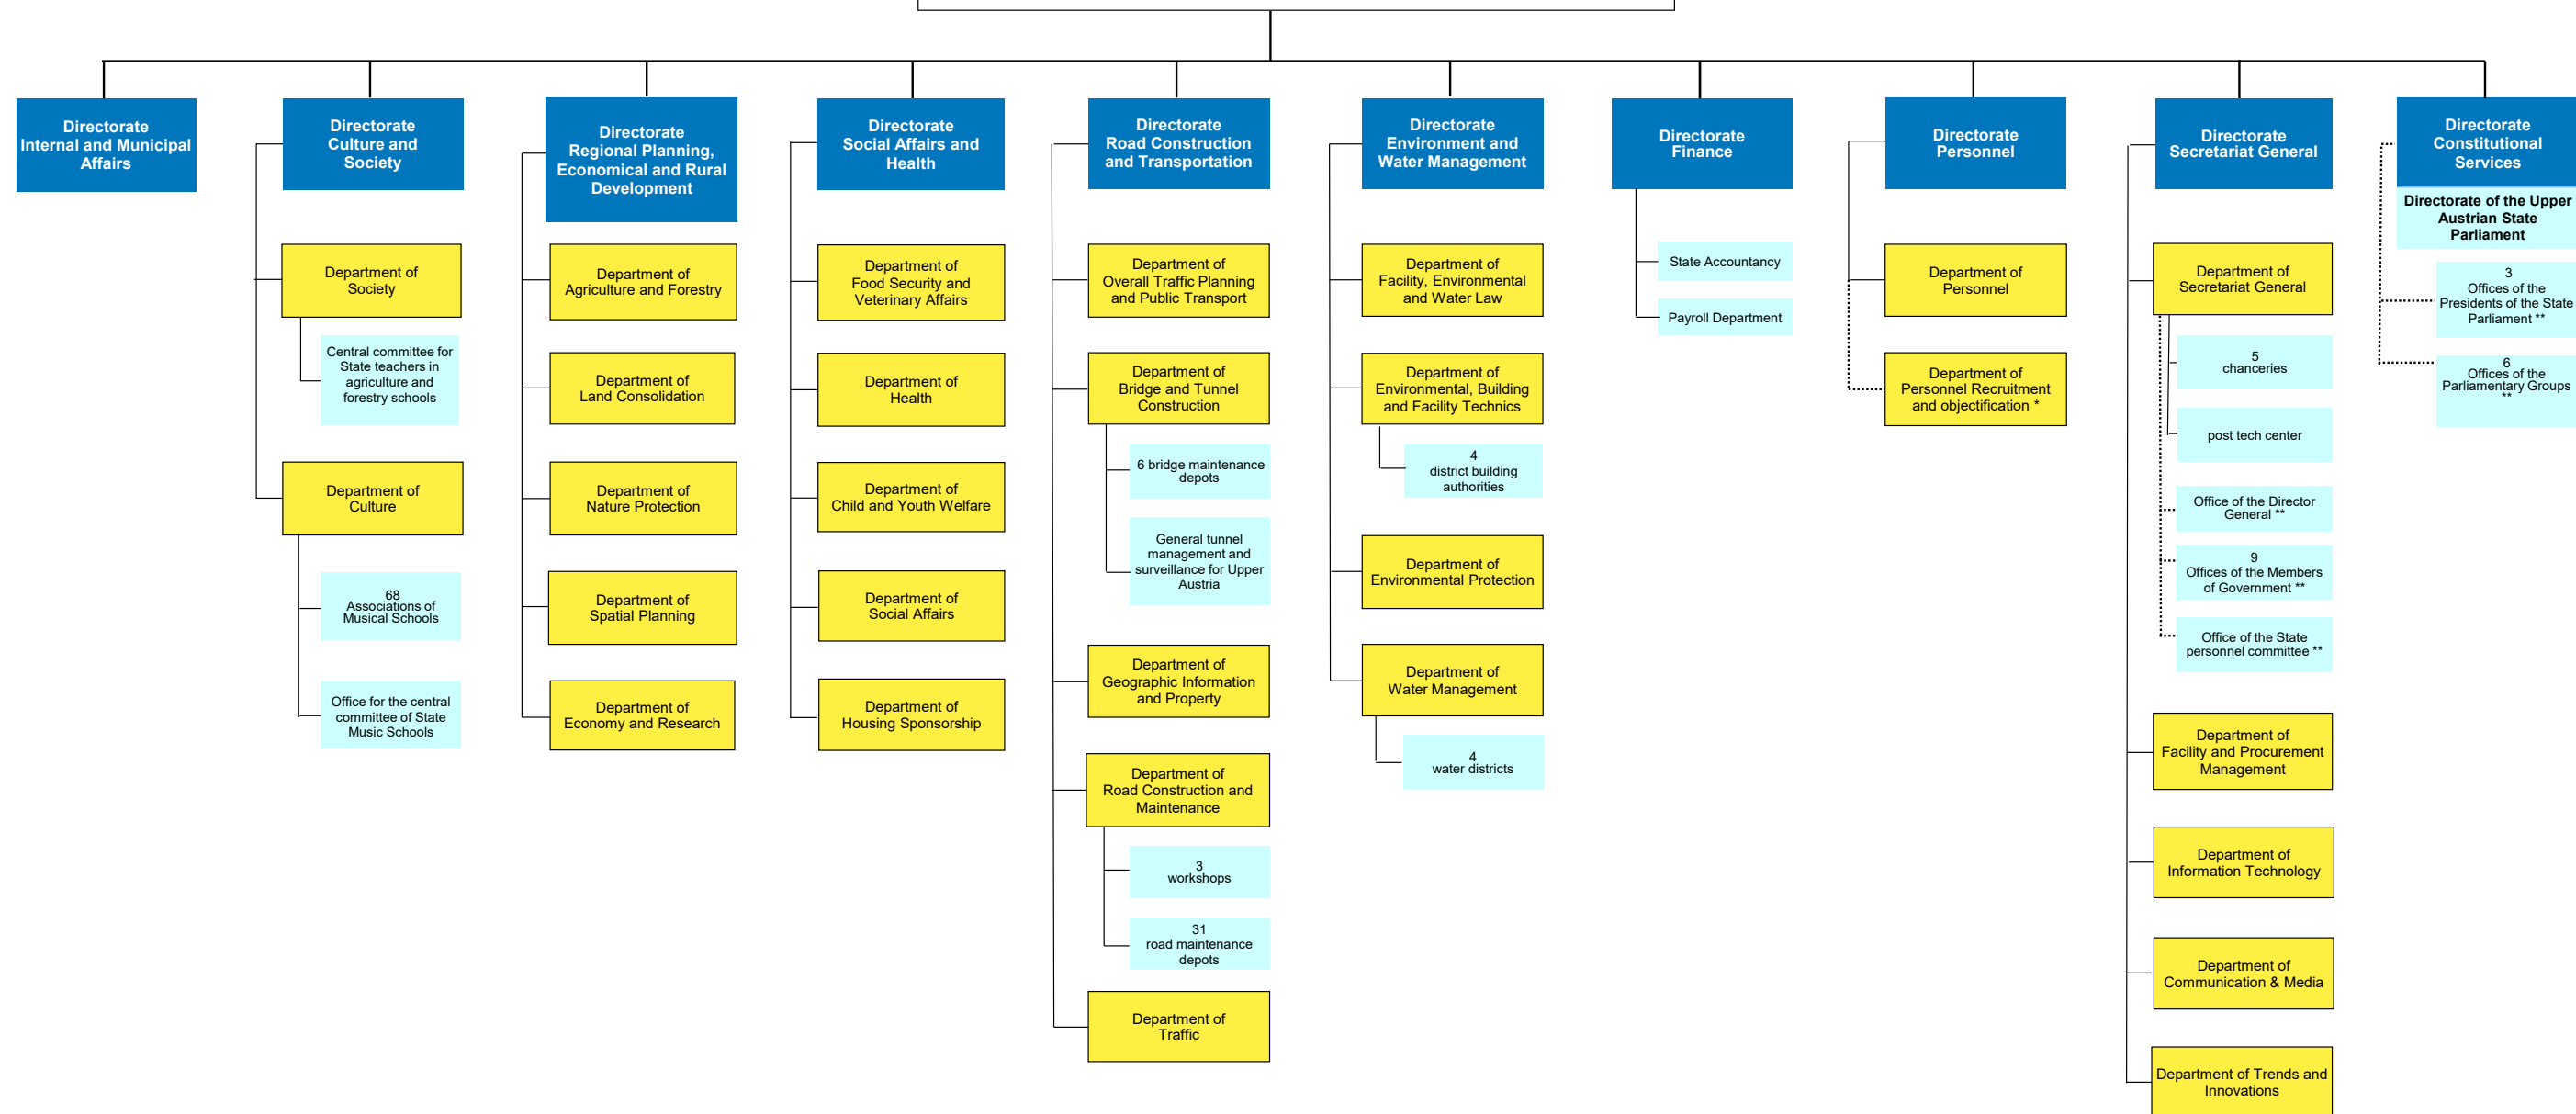 Directorate
Internal and Municipal
Affairs
Directorate
Culture and
Society
Department of
Society
Central committee for
State teachers in
agriculture and
forestry schools
Department of
Culture
68
Associations of
Musical Schools
Office for the central
committee of State
Music Schools
Directorate
Regional Planning,
Economical and Rural
Development
Department of
Agriculture and Forestry
Department of
Land Consolidation
Department of
Nature Protection
Department of
Spatial Planning
Department of
Economy and Research
Directorate
Social Affairs and
Health
Department of
Food Security and
Veterinary Affairs
Department of
Health
Department of
Child and Youth Welfare
Department of
Social Affairs
Department of
Housing Sponsorship
Directorate
Road Construction
and Transportation
Department of
Overall Traffic Planning
and Public Transport
Department of
Bridge and Tunnel
Construction
6 bridge maintenance
depots
General tunnel
management and
surveillance for Upper
Austria
Department of
Geographic Information
and Property
Department of
Road Construction and
Maintenance
3
workshops
31
road maintenance
depots
Department of
Traffic
Directorate
Environment and
Water Management
Department of
Facility, Environmental
and Water Law
Department of
Environmental, Building
and Facility Technics
4
district building
authorities
Department of
Environmental Protection
Department of
Water Management
4
water districts
Directorate
Finance
State Accountancy
Payroll Department
Directorate
Personnel
Department of
Personnel
Department of
Personnel Recruitment
and objectification *
Directorate
Secretariat General
Department of
Secretariat General
5
chanceries
post tech center
Office of the Director
General **
9
Offices of the Members
of Government **
Office of the State
personnel committee **
Department of
Facility and Procurement
Management
Department of
Information Technology
Department of
Communication & Media
Department of Trends and
Innovations
Directorate
Constitutional
Services
Directorate of the Upper
Austrian State
Parliament
3
Offices of the
Presidents of the State
Parliament **
6
Offices of the
Parliamentary Groups
**